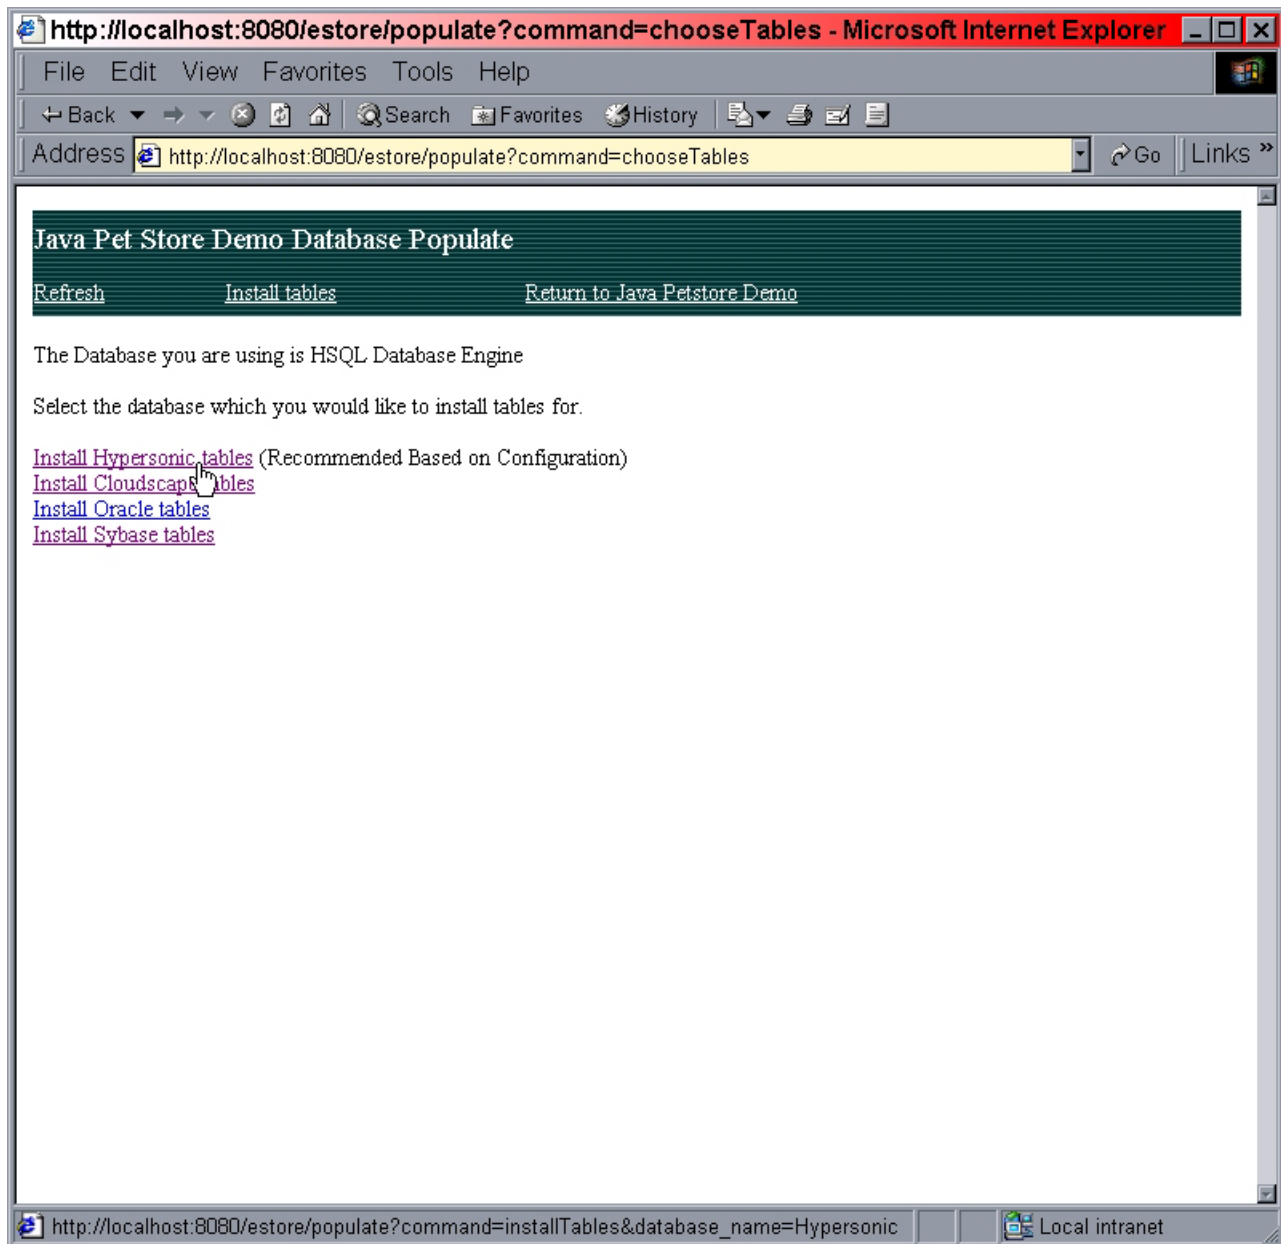 http://localhost:8080/estore/populate?command=chooseTables - Microsoft Internet Explorer
File Edit View Favorites Tools Help
Back Search Favorites History
Address http://localhost:8080/estore/populate?command=chooseTables Go Links »
Java Pet Store Demo Database Populate
Refresh Install tables Return to Java Petstore Demo
The Database you are using is HSQL Database Engine
Select the database which you would like to install tables for.
Install Hypersonic tables (Recommended Based on Configuration)
Install Cloudscape tables
Install Oracle tables
Install Sybase tables
http://localhost:8080/estore/populate?command=installTables&database_name=Hypersonic Local intranet